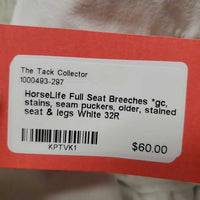 The Tack Collector
1000493-297
HorseLife Full Seat Breeches *gc,
stains, seam puckers, older, stained
seat & legs White 32R
KPTVK1
$60.00